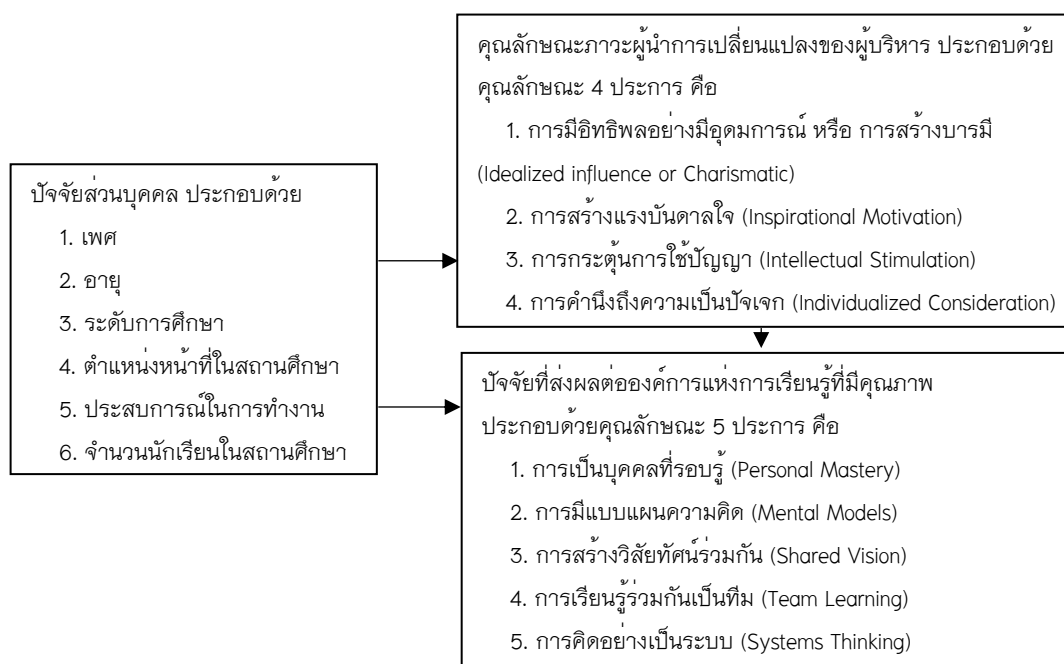 คุณลักษณะภาวะผู้นำการเปลี่ยนแปลงของผู้บริหาร ประกอบด้วย
คุณลักษณะ 4 ประการ คือ
1. การมีอิทธิพลอย่างมีอุดมการณ์ หรือ การสร้างบารมี
(Idealized influence or Charismatic)
2. การสร้างแรงบันดาลใจ (Inspirational Motivation)
3. การกระตุ้นการใช้ปัญญา (Intellectual Stimulation)
4. การคำนึงถึงความเป็นปัจเจก (Individualized Consideration)
ปัจจัยส่วนบุคคล ประกอบด้วย
1. เพศ
2. อายุ
3. ระดับการศึกษา
4. ตำแหน่งหน้าที่ในสถานศึกษา
5. ประสบการณ์ในการทำงาน
6. จำนวนนักเรียนในสถานศึกษา
ปัจจัยที่ส่งผลต่อองค์การแห่งการเรียนรู้ที่มีคุณภาพ
ประกอบด้วยคุณลักษณะ 5 ประการ คือ
1. การเป็นบุคคลที่รอบรู้ (Personal Mastery)
2. การมีแบบแผนความคิด (Mental Models)
3. การสร้างวิสัยทัศน์ร่วมกัน (Shared Vision)
4. การเรียนรู้ร่วมกันเป็นทีม (Team Learning)
5. การคิดอย่างเป็นระบบ (Systems Thinking)